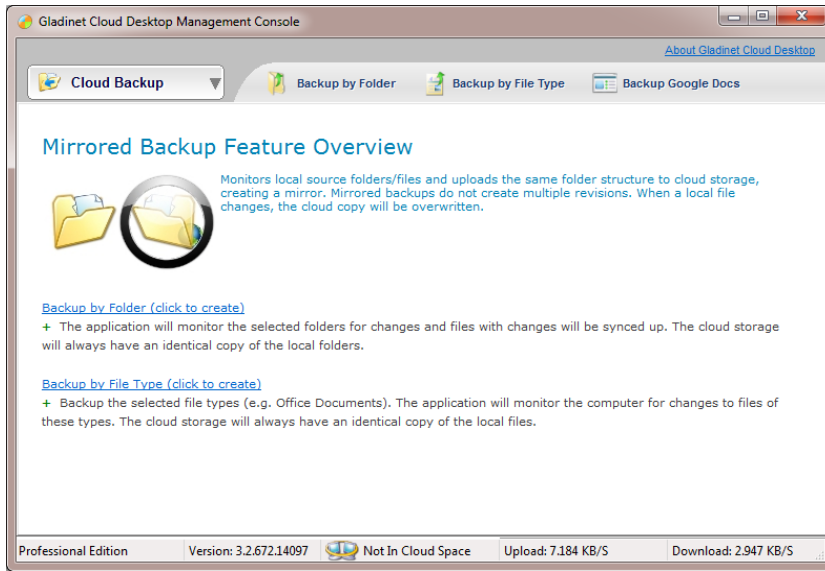 Gladinet Cloud Desktop Management Console
About Gladinet Cloud Desktop
Cloud Backup
Backup by Folder
Backup by File Type
Backup Google Docs
Mirrored Backup Feature Overview
Monitors local source folders/files and uploads the same folder structure to cloud storage,
creating a mirror. Mirrored backups do not create multiple revisions. When a local file
changes, the cloud copy will be overwritten.
Backup by Folder (click to create)
+ The application will monitor the selected folders for changes and files with changes will be synced up. The cloud storage
will always have an identical copy of the local folders.
Backup by File Type (click to create)
+ Backup the selected file types (e.g. Office Documents). The application will monitor the computer for changes to files of
these types. The cloud storage will always have an identical copy of the local files.
Professional Edition
Version: 3.2.672.14097
Not In Cloud Space
Upload: 7.184 KB/S
Download: 2.947 KB/S